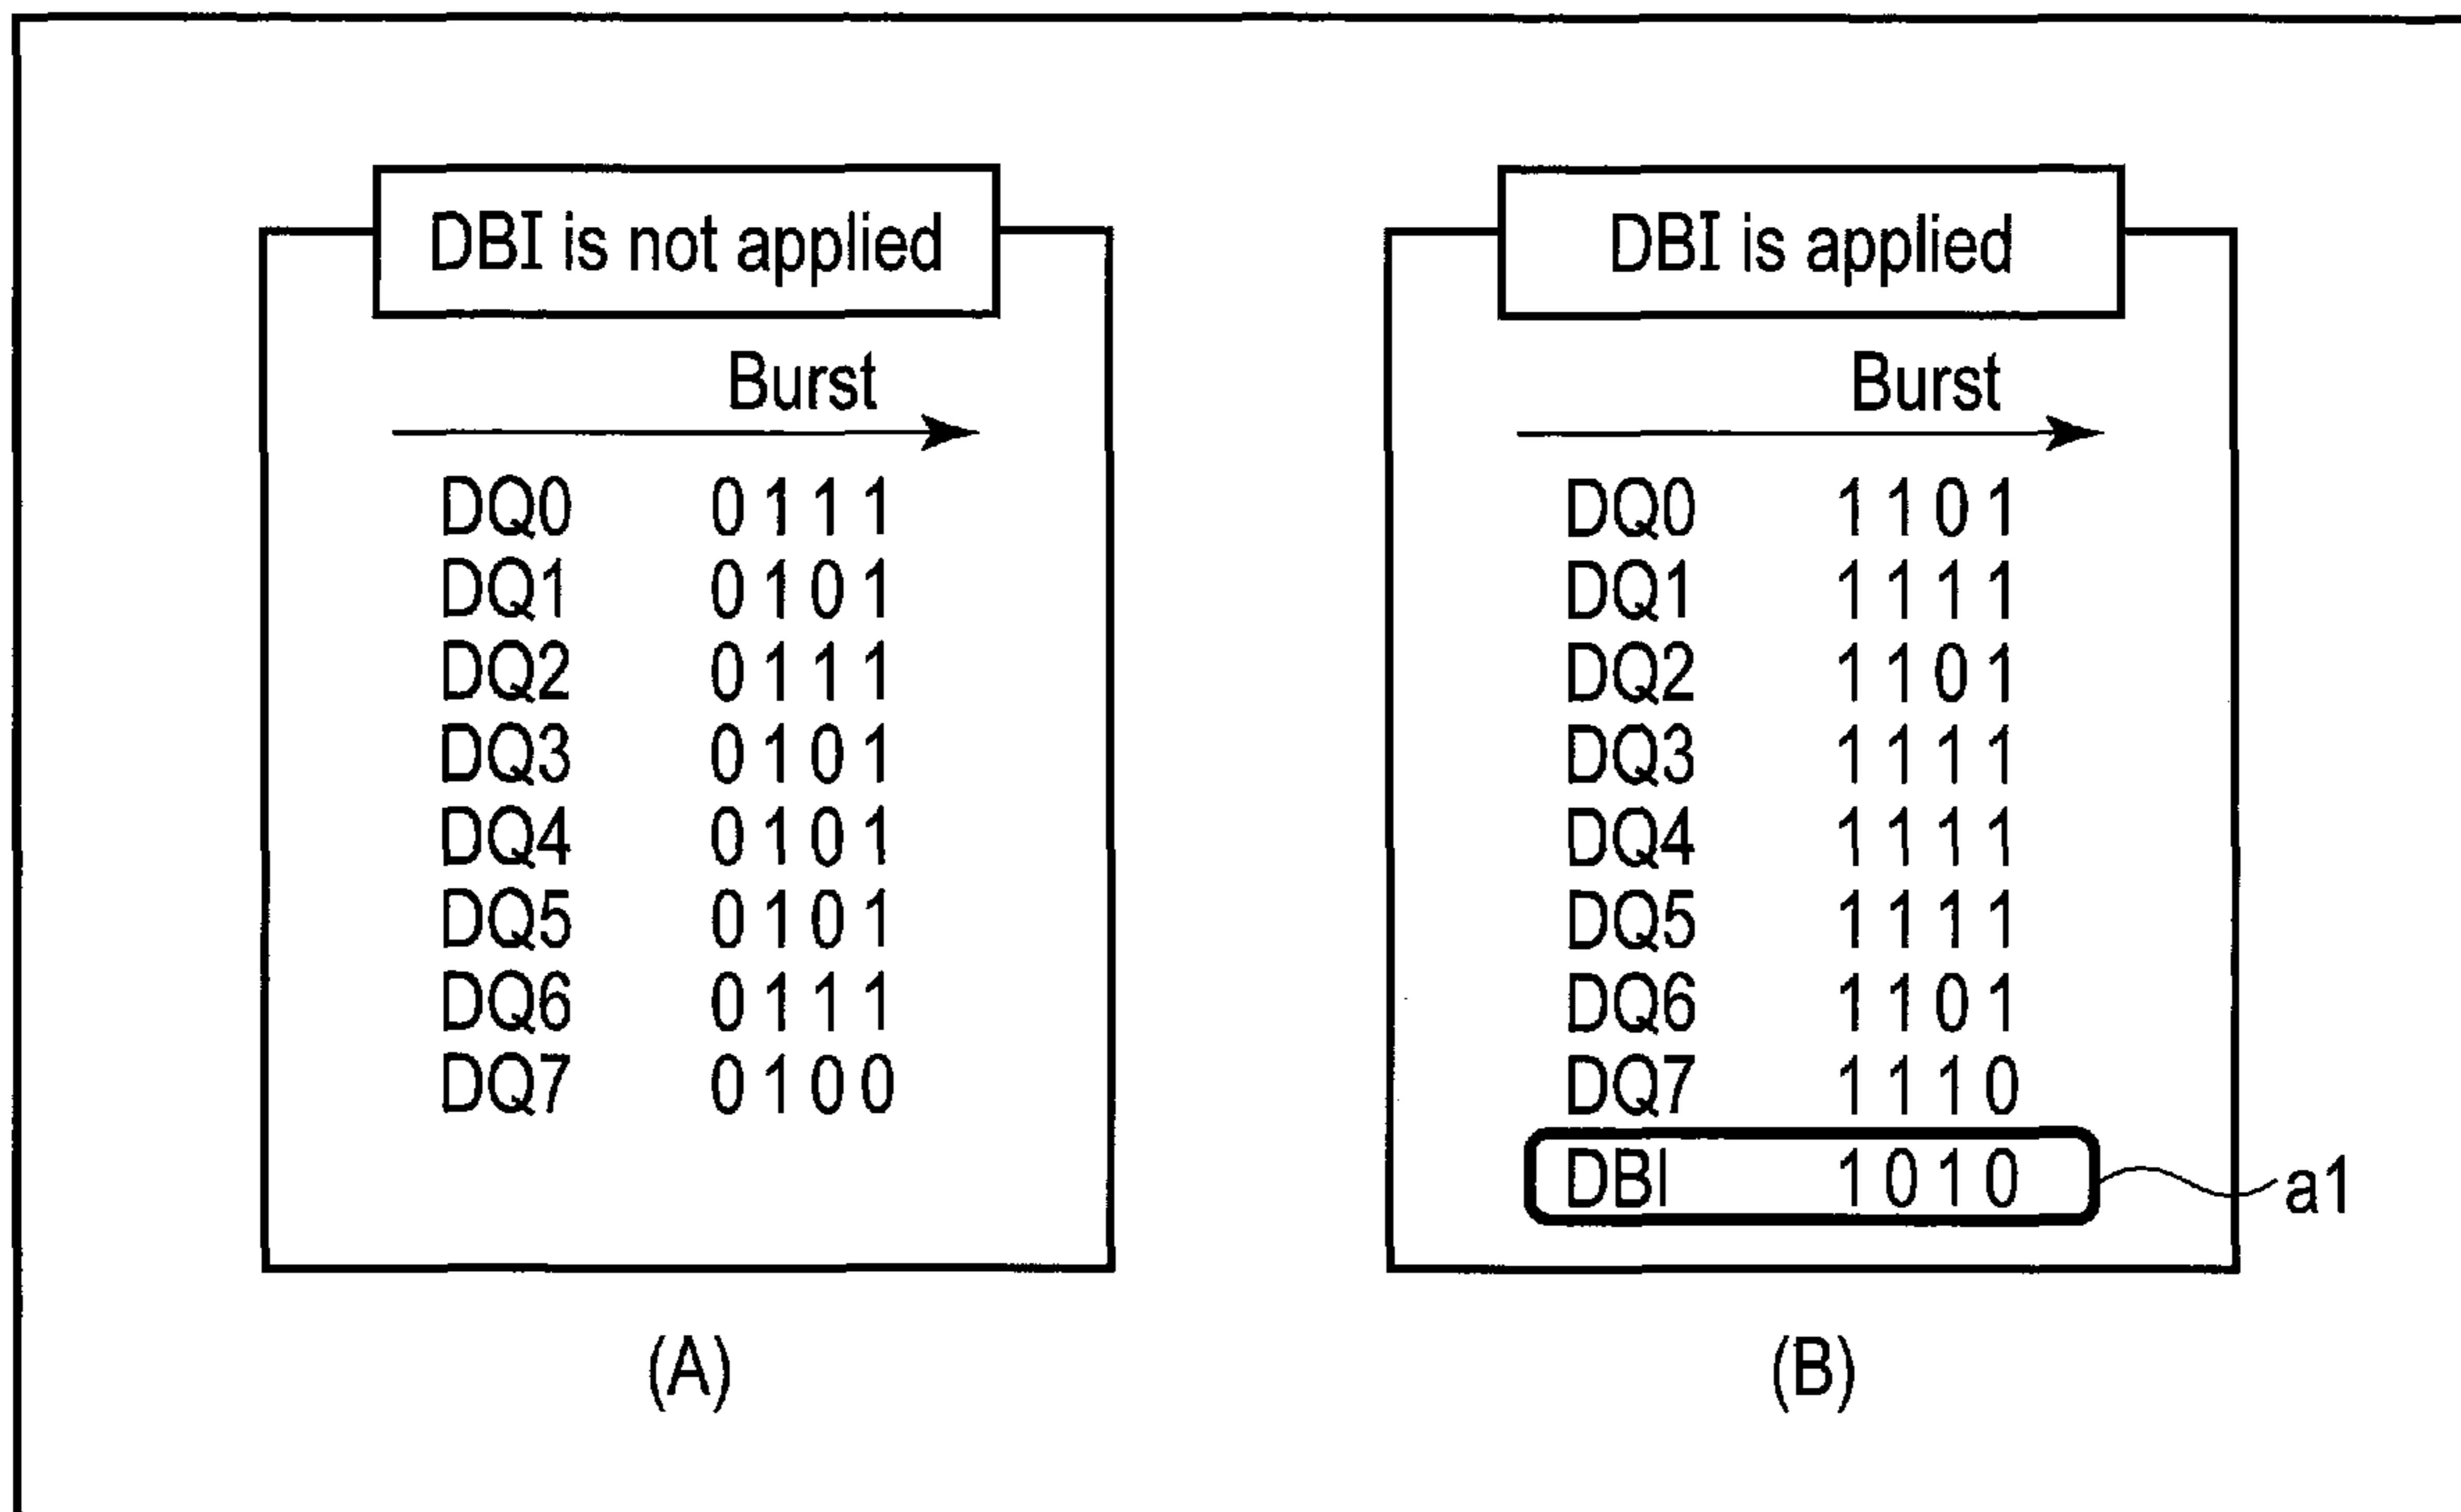 DBI is not applied
Burst
DQ0 0 1 1 1
DQ1 0 1 0 1
DQ2 0 1 1 1
DQ3 0 1 0 1
DQ4 0 1 0 1
DQ5 0 1 0 1
DQ6 0 1 1 1
DQ7 0 1 0 0
(A)
DBI is applied
Burst
DQ0 1 1 0 1
DQ1 1 1 1 1
DQ2 1 1 0 1
DQ3 1 1 1 1
DQ4 1 1 1 1
DQ5 1 1 1 1
DQ6 1 1 0 1
DQ7 1 1 1 0
DBI 1 0 1 0
a1
(B)